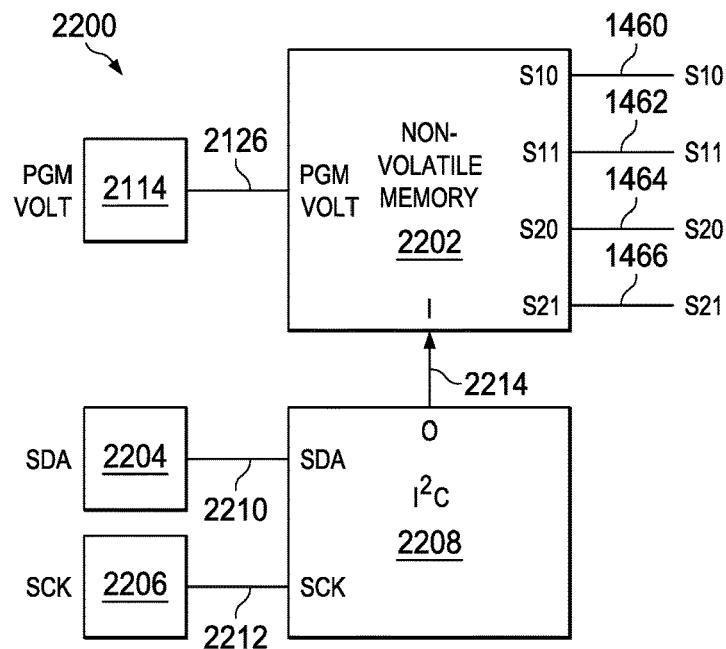 2200
1460
S10 S10
1462
NON-
VOLATILE
MEMORY
2202
S11 S11
2126
PGM
VOLT
2114
PGM
VOLT
1464
S20 S20
1466
S21 S21
I
2214
O
SDA 2204 SDA
2210
I²C
2208
SCK 2206 SCK
2212